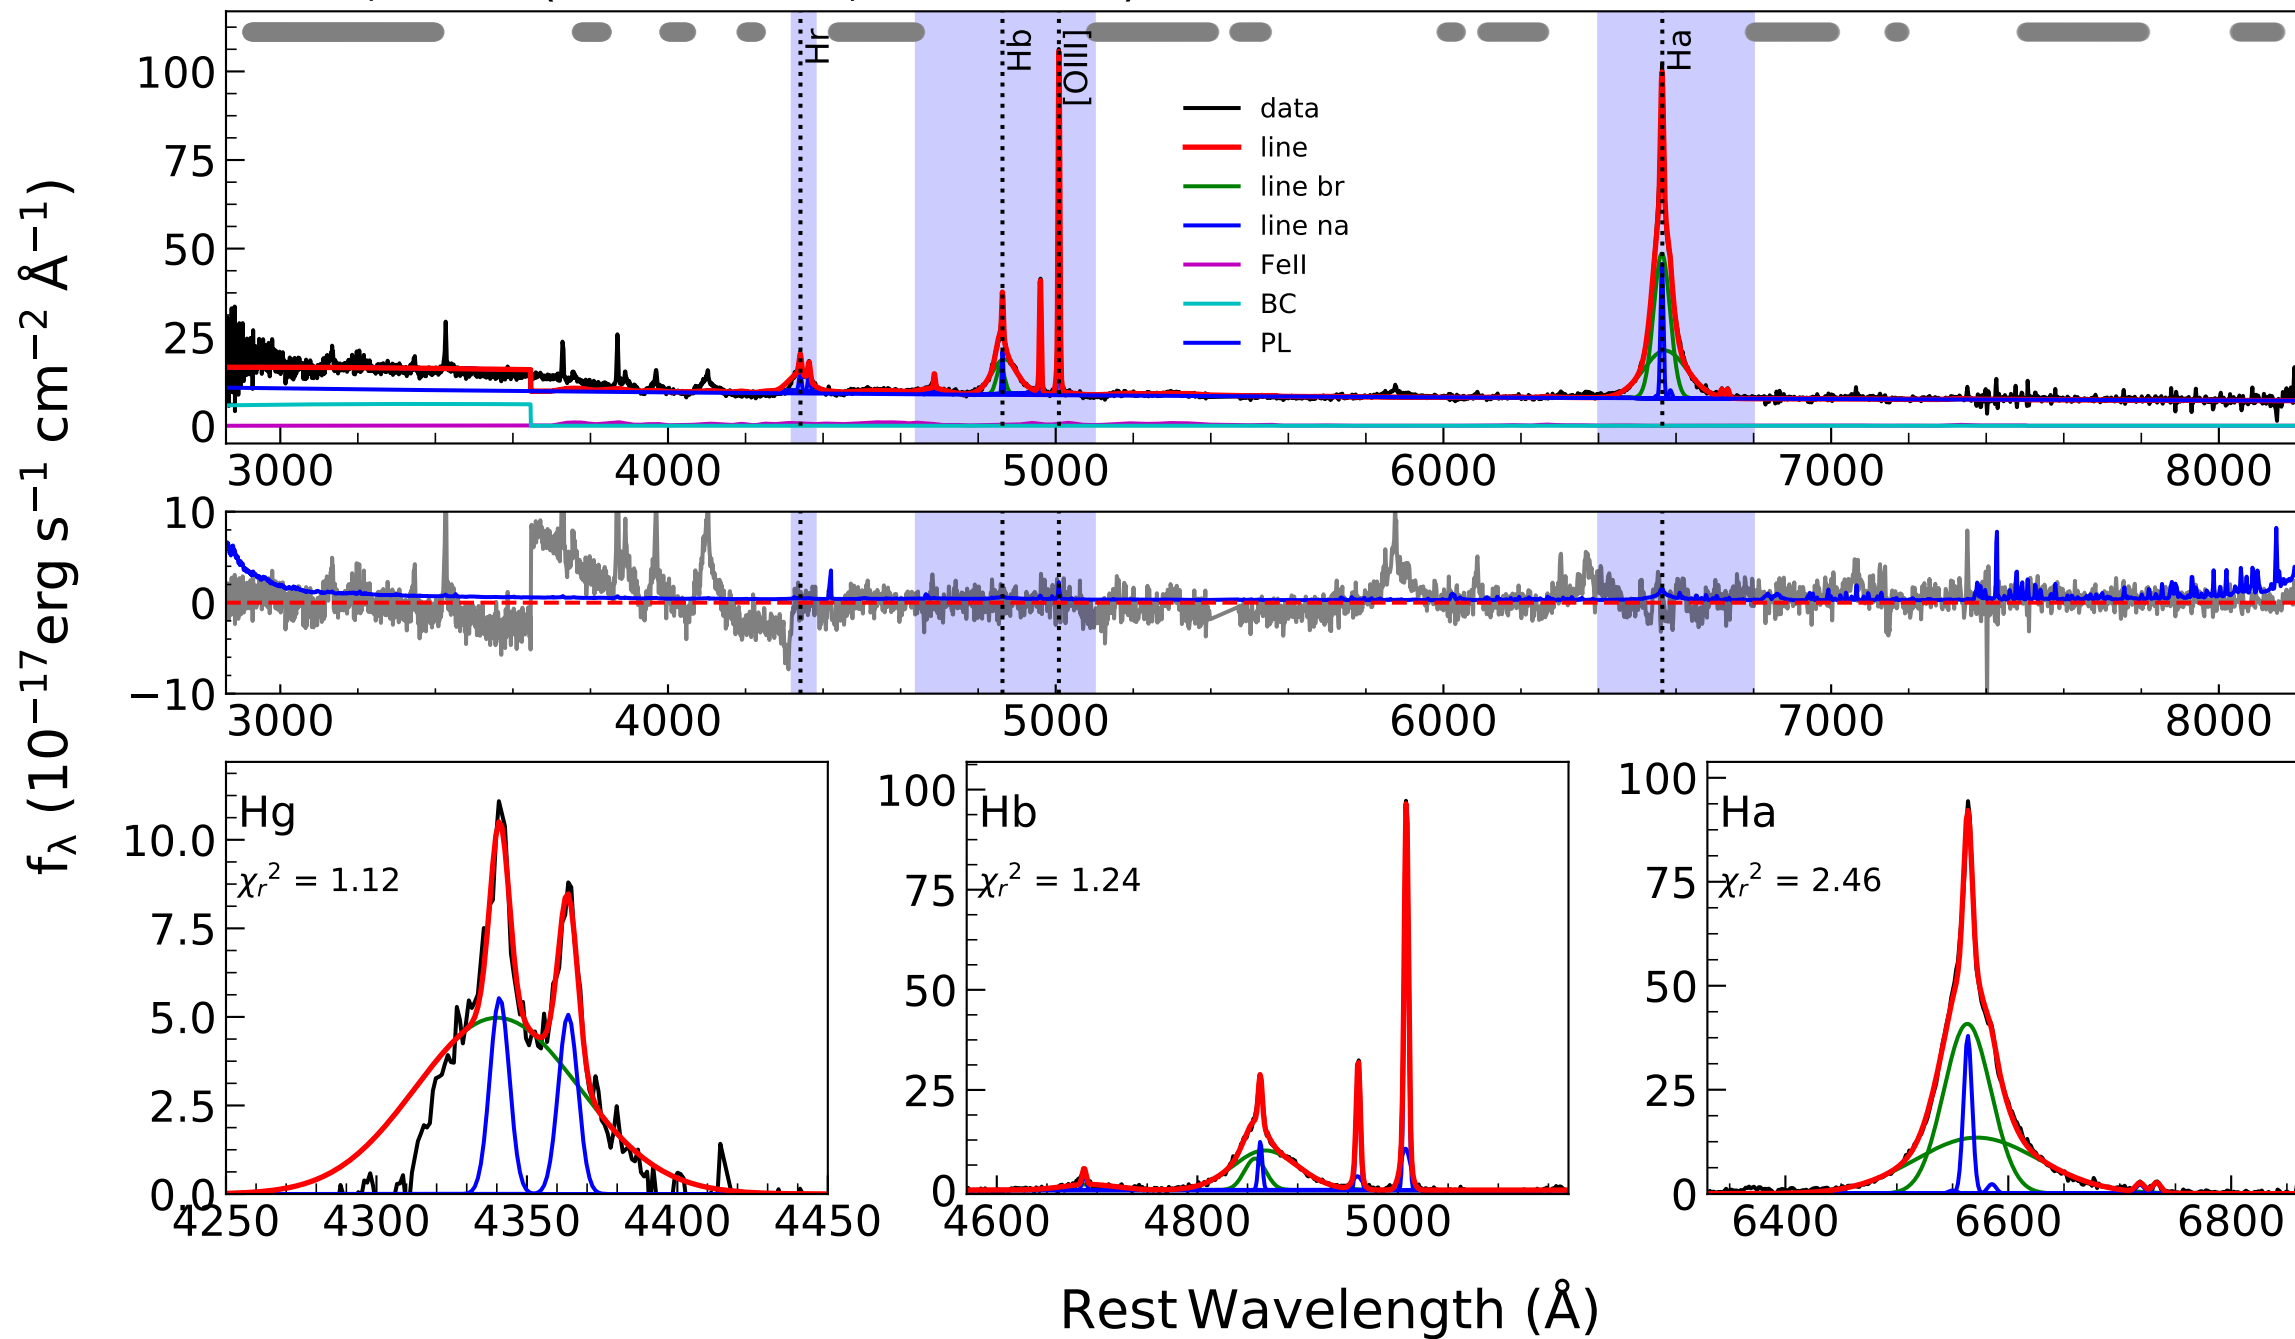 Hr
Hb
[OIII]
Ha
data
line
line br
line na
FeII
BC
PL
100
75
50
25
0
3000 4000 5000 6000 7000 8000
10
0
−10
3000 4000 5000 6000 7000 8000
fλ (10⁻¹⁷erg s⁻¹ cm⁻² Å⁻¹)
Hg
χr² = 1.12
10.0
7.5
5.0
2.5
0.0
4250 4300 4350 4400 4450
Hb
χr² = 1.24
100
75
50
25
0
4600 4800 5000
Ha
χr² = 2.46
100
75
50
25
0
6400 6600 6800
Rest Wavelength (Å)